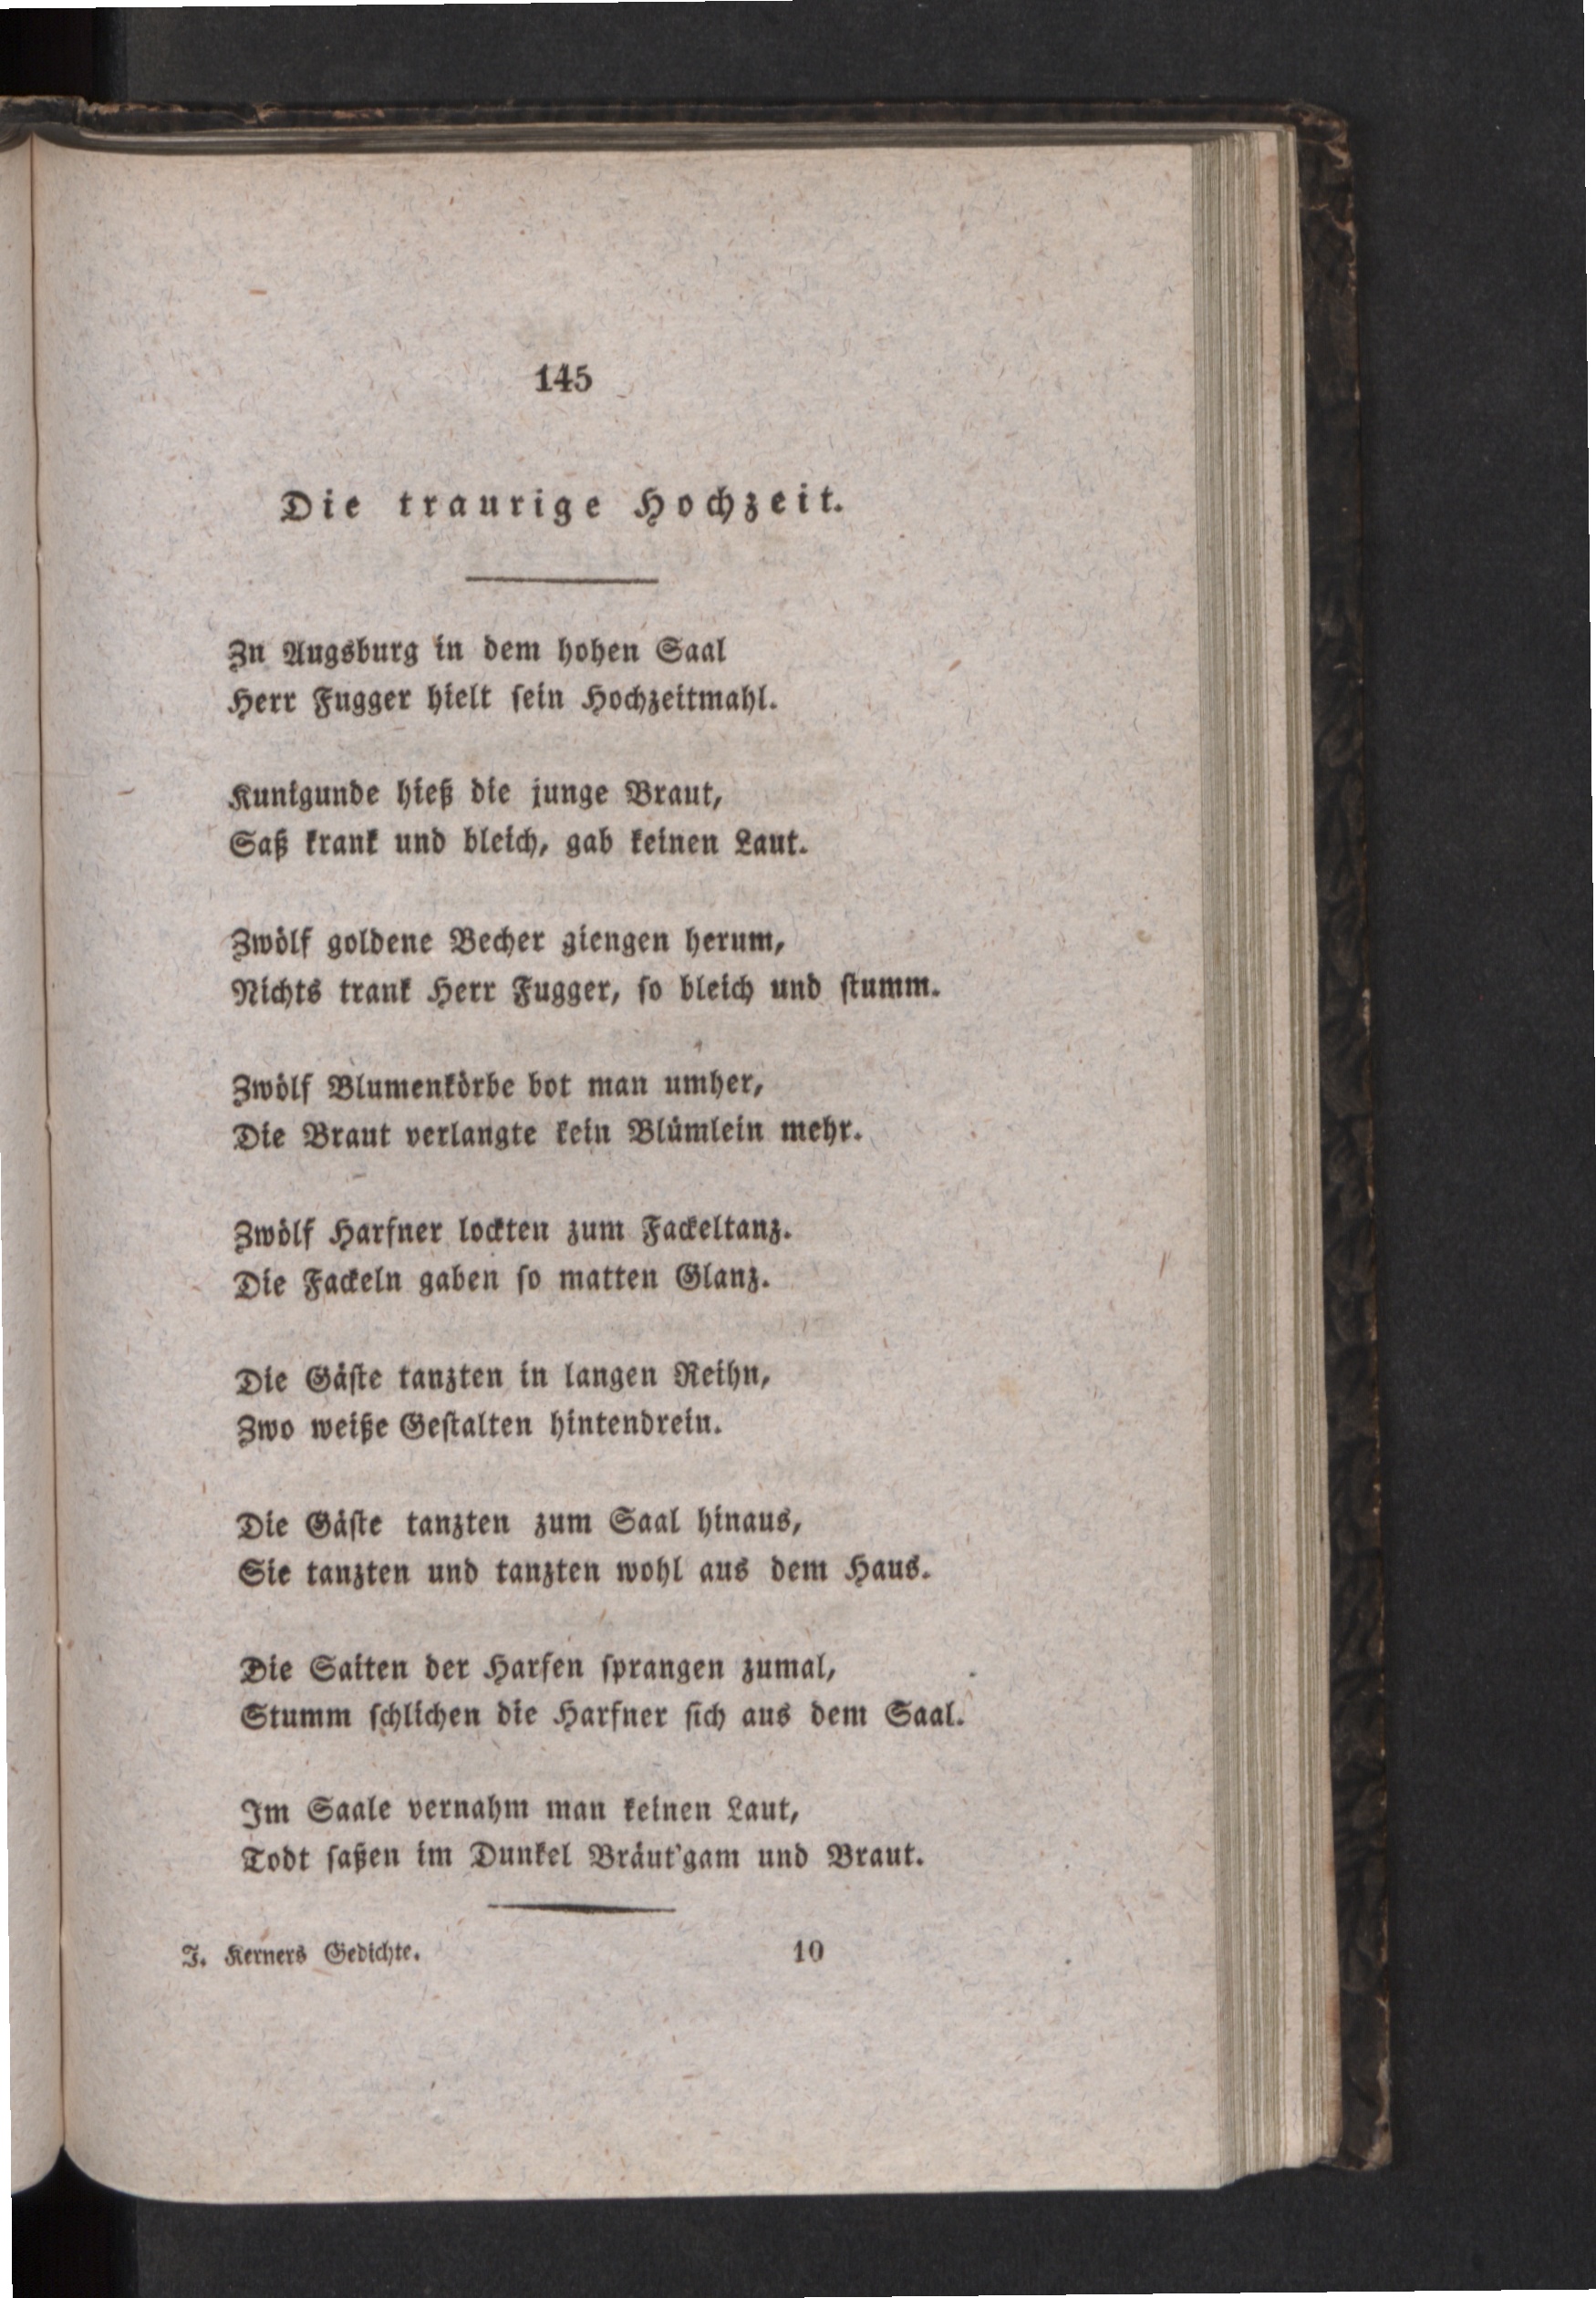 145
Die traurige Hochzeit.
Zu Augsburg in dem hohen Saal
Herr Fugger hielt ſein Hochzeitmahl.
Kunigunde hieß die junge Braut,
Saß krank und bleich, gab keinen Laut.
Zwölf goldene Becher giengen herum,
Nichts trank Herr Fugger, ſo bleich und ſtumm.
Zwölf Blumenkörbe bot man umher,
Die Braut verlangte kein Blümlein mehr.
Zwölf Harfner lockten zum Fackeltanz.
Die Fackeln gaben ſo matten Glanz.
Die Gäſte tanzten in langen Reihn,
Zwo weiße Geſtalten hintendrein.
Die Gäſte tanzten zum Saal hinaus,
Sie tanzten und tanzten wohl aus dem Haus.
Die Saiten der Harfen ſprangen zumal,
Stumm ſchlichen die Harfner ſich aus dem Saal.
Im Saale vernahm man keinen Laut,
Todt ſaßen im Dunkel Bräut'gam und Braut.
J. Kerners Gedichte. 10